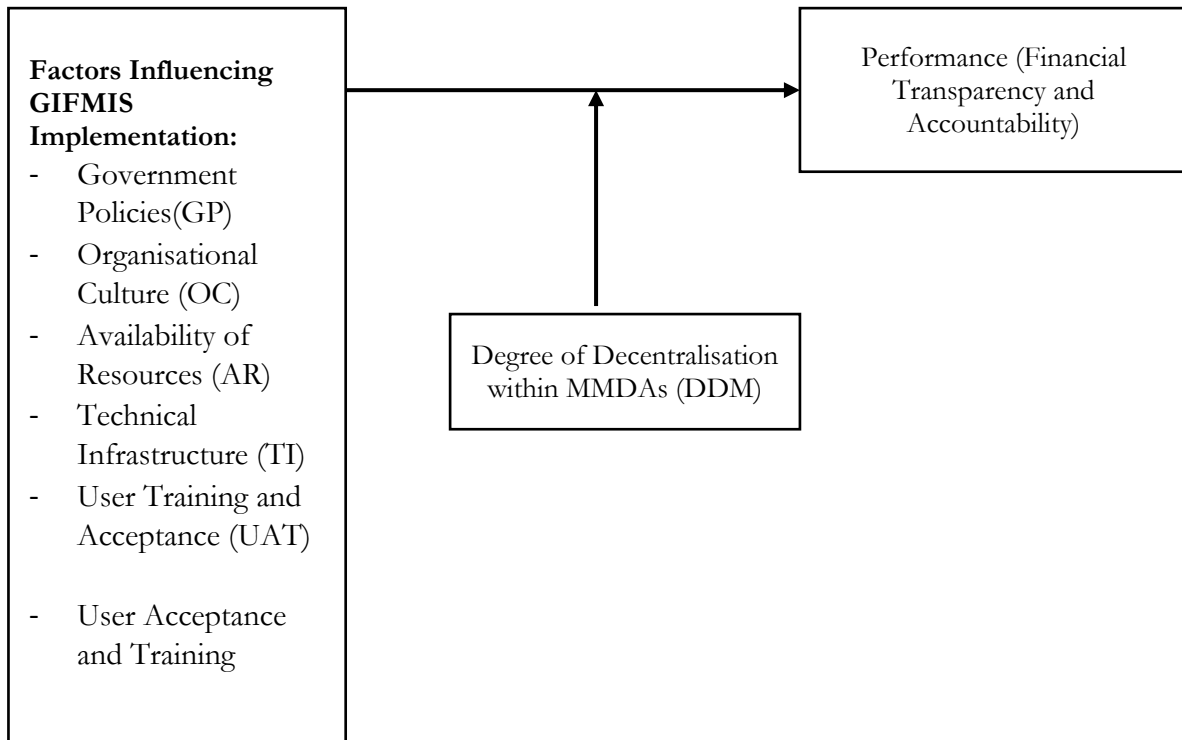 Factors Influencing
GIFMIS
Implementation:
- Government
Policies(GP)
- Organisational
Culture (OC)
- Availability of
Resources (AR)
- Technical
Infrastructure (TI)
- User Training and
Acceptance (UAT)
- User Acceptance
and Training
Performance (Financial
Transparency and
Accountability)
Degree of Decentralisation
within MMDAs (DDM)